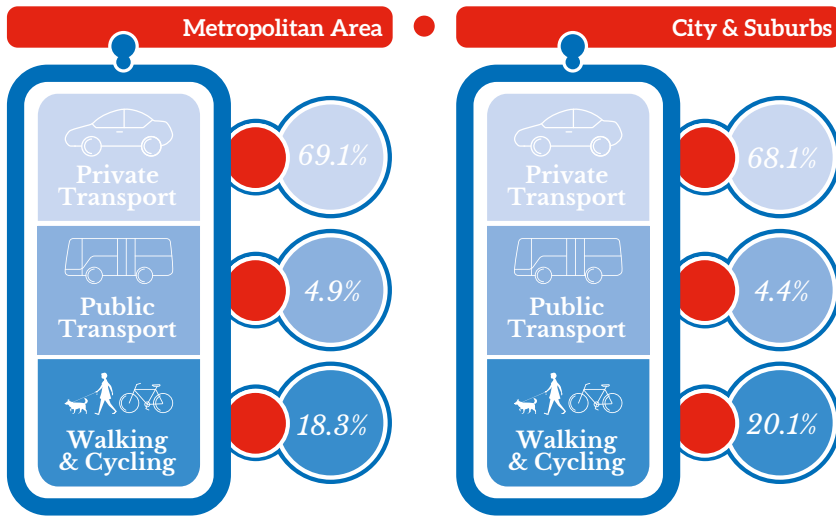 Metropolitan Area
Private
Transport
69.1%
Public
Transport
4.9%
Walking
& Cycling
18.3%
City & Suburbs
Private
Transport
68.1%
Public
Transport
4.4%
Walking
& Cycling
20.1%